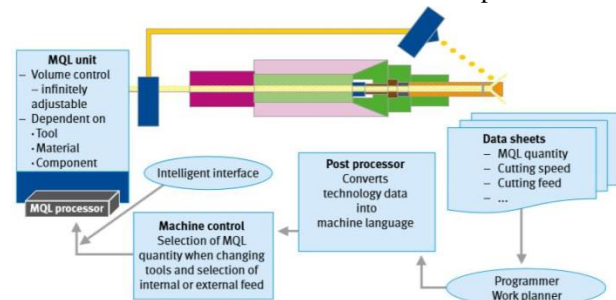 MQL unit
– Volume control
– infinitely
adjustable
– Dependent on
·Tool
·Material
·Component
MQL processor
Intelligent interface
Machine control
Selection of MQL
quantity when changing
tools and selection of
internal or external feed
Post processor
Converts
technology data
into
machine language
Data sheets
– MQL quantity
– Cutting speed
– Cutting feed
– ...
Programmer
Work planner